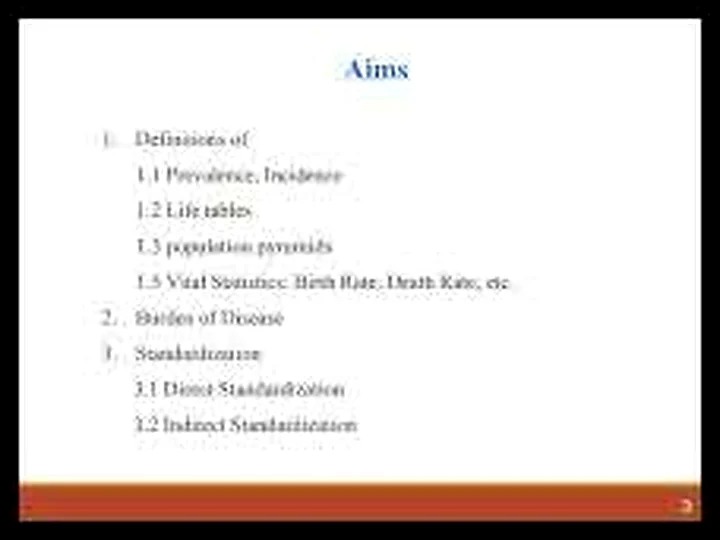 Aims
1. Definitions of
1.1 Prevalence, Incidence
1.2 Life tables
1.3 population pyramids
1.5 Vital Statistics: Birth Rate, Death Rate, etc.
2. Burden of Disease
3. Standardization
3.1 Direct Standardization
3.2 Indirect Standardization